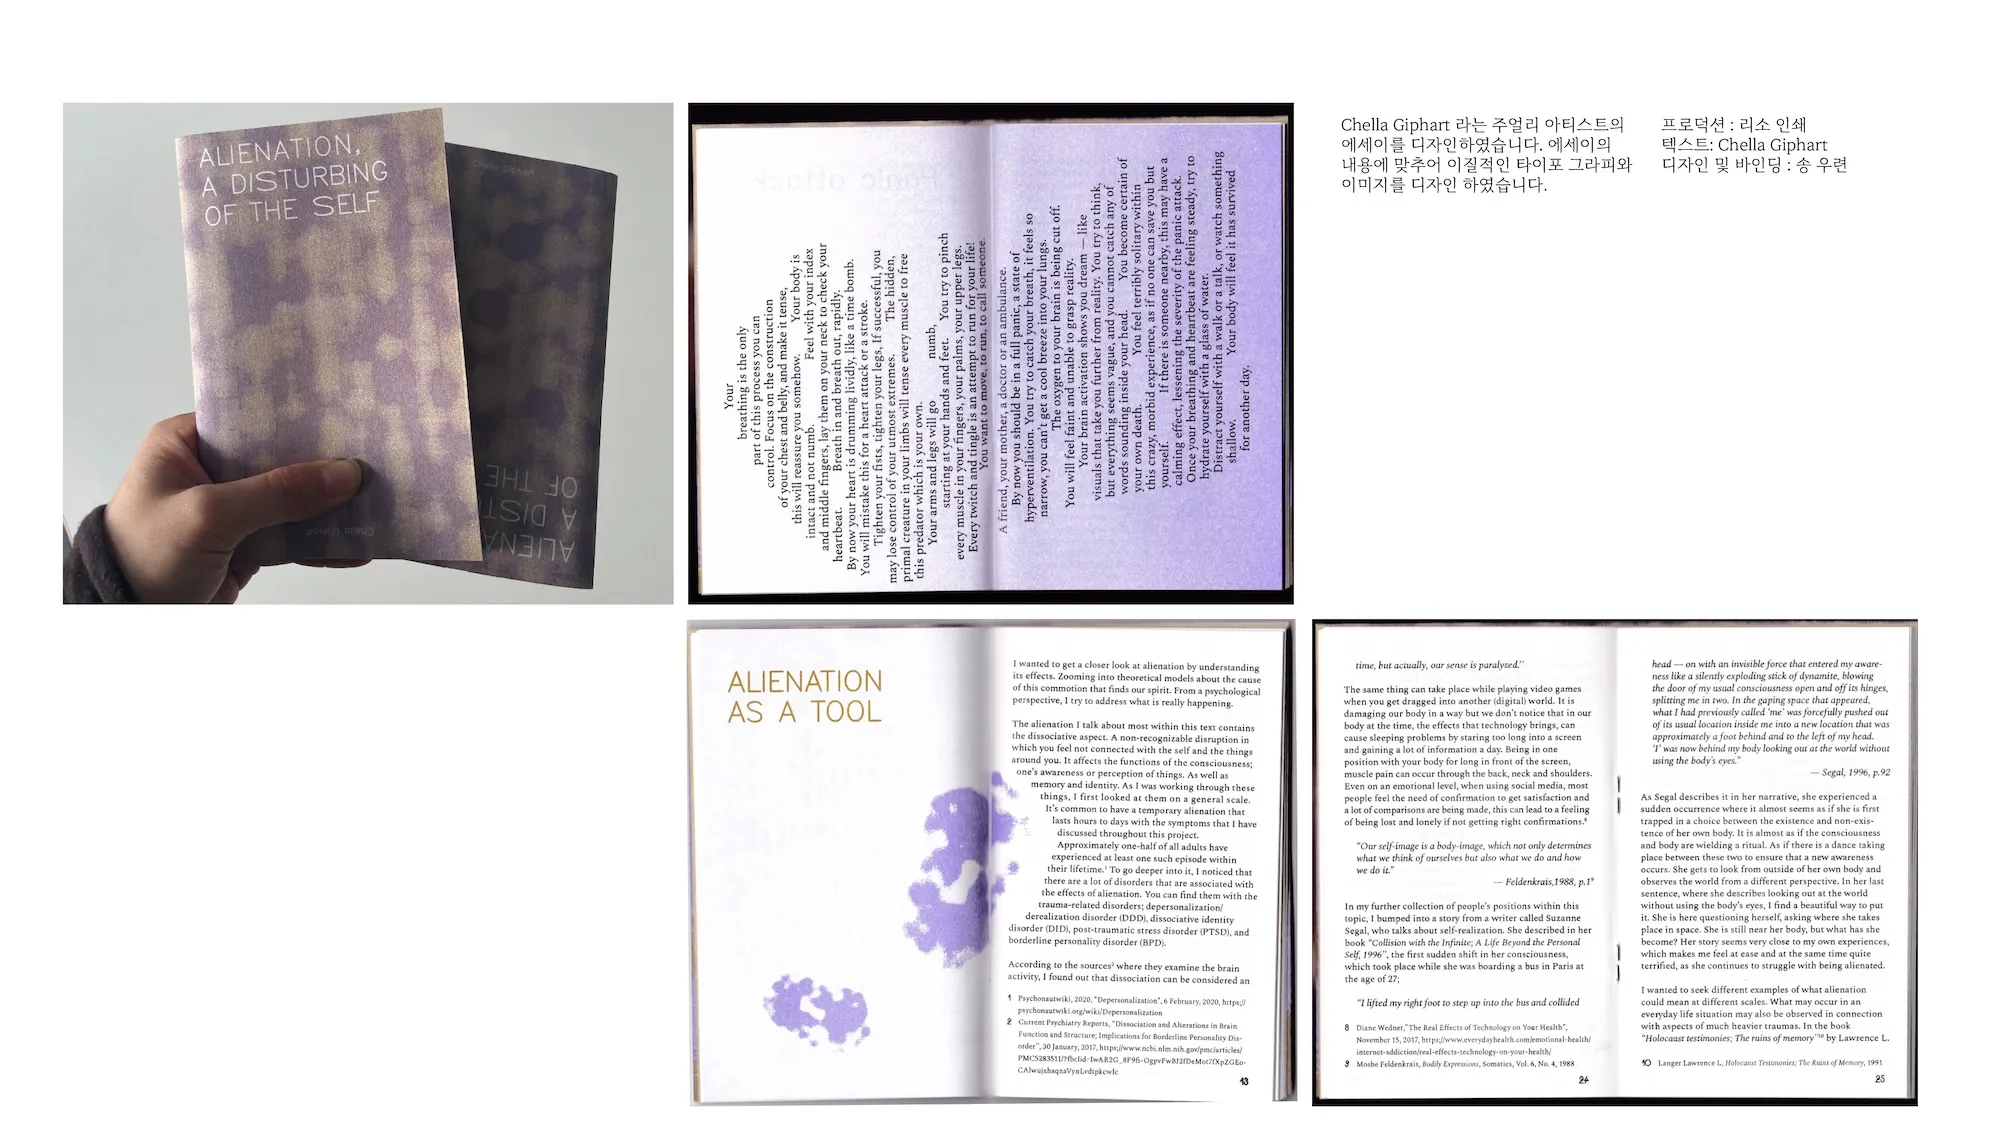 ALIENATION,
A DISTURBING
OF THE SELF
Chella Giphart
Chella Giphart
ALIENA
A DIST
OF THE
Your
breathing is the only
part of this process you can
control. Focus on the construction
of your chest and belly, and make it tense,
this will reassure you somehow. Your body is
intact and not numb. Feel with your index
and middle fingers, lay them on your neck to check your
heartbeat. Breath in and breath out, rapidly.
By now your heart is drumming lividly, like a time bomb.
You will mistake this for a heart attack or a stroke.
Tighten your fists, tighten your legs, If successful, you
may lose control of your utmost extremes. The hidden,
primal creature in your limbs will tense every muscle to free
this predator which is your own.
Your arms and legs will go numb,
starting at your hands and feet. You try to pinch
every muscle in your fingers, your palms, your upper legs.
Every twitch and tingle is an attempt to run for your life!
You want to move, to run, to call someone.
A friend, your mother, a doctor or an ambulance.
By now you should be in a full panic, a state of
hyperventilation. You try to catch your breath, it feels so
narrow, you can't get a cool breeze into your lungs.
The oxygen to your brain is being cut off.
You will feel faint and unable to grasp reality.
Your brain activation shows you dream — like
visuals that take you further from reality. You try to think,
but everything seems vague, and you cannot catch any of
words sounding inside your head. You become certain of
your own death. You feel terribly solitary within
this crazy, morbid experience, as if no one can save you but
yourself. If there is someone nearby, this may have a
calming effect, lessening the severity of the panic attack.
Once your breathing and heartbeat are feeling steady, try to
hydrate yourself with a glass of water.
Distract yourself with a walk or a talk, or watch something
shallow. Your body will feel it has survived
for another day.
Chella Giphart 라는 주얼리 아티스트의
에세이를 디자인하였습니다. 에세이의
내용에 맞추어 이질적인 타이포 그라피와
이미지를 디자인 하였습니다.
프로덕션 : 리소 인쇄
텍스트: Chella Giphart
디자인 및 바인딩 : 송 우련
ALIENATION
AS A TOOL
I wanted to get a closer look at alienation by understanding
its effects. Zooming into theoretical models about the cause
of this commotion that finds our spirit. From a psychological
perspective, I try to address what is really happening.
The alienation I talk about most within this text contains
the dissociative aspect. A non-recognizable disruption in
which you feel not connected with the self and the things
around you. It affects the functions of the consciousness;
one's awareness or perception of things. As well as
memory and identity. As I was working through these
things, I first looked at them on a general scale.
It's common to have a temporary alienation that
lasts hours to days with the symptoms that I have
discussed throughout this project.
Approximately one-half of all adults have
experienced at least one such episode within
their lifetime.¹ To go deeper into it, I noticed that
there are a lot of disorders that are associated with
the effects of alienation. You can find them with the
trauma-related disorders; depersonalization/
derealization disorder (DDD), dissociative identity
disorder (DID), post-traumatic stress disorder (PTSD), and
borderline personality disorder (BPD).
According to the sources² where they examine the brain
activity, I found out that dissociation can be considered an
1 Psychonautwiki, 2020, "Depersonalization", 6 February, 2020, https://
psychonautwiki.org/wiki/Depersonalization
2 Current Psychiatry Reports, "Dissociation and Alterations in Brain
Function and Structure; Implications for Borderline Personality Dis-
order", 30 January, 2017, https://www.ncbi.nlm.nih.gov/pmc/articles/
13
time, but actually, our sense is paralyzed."
The same thing can take place while playing video games
when you get dragged into another (digital) world. It is
damaging our body in a way but we don't notice that in our
body at the time, the effects that technology brings, can
cause sleeping problems by staring too long into a screen
and gaining a lot of information a day. Being in one
position with your body for long in front of the screen,
muscle pain can occur through the back, neck and shoulders.
Even on an emotional level, when using social media, most
people feel the need of confirmation to get satisfaction and
a lot of comparisons are being made, this can lead to a feeling
of being lost and lonely if not getting right confirmations.⁸
"Our self-image is a body-image, which not only determines
what we think of ourselves but also what we do and how
we do it."
— Feldenkrais,1988, p.1⁹
In my further collection of people's positions within this
topic, I bumped into a story from a writer called Suzanne
Segal, who talks about self-realization. She described in her
book "Collision with the Infinite; A Life Beyond the Personal
Self, 1996", the first sudden shift in her consciousness,
which took place while she was boarding a bus in Paris at
the age of 27;
"I lifted my right foot to step up into the bus and collided
8 Diane Wedner,"The Real Effects of Technology on Your Health",
November 15, 2017, https://www.everydayhealth.com/emotional-health/
internet-addiction/real-effects-technology-on-your-health/
9 Moshe Feldenkrais, Bodily Expressions, Somatics, Vol. 6, No. 4, 1988
24
head — on with an invisible force that entered my aware-
ness like a silently exploding stick of dynamite, blowing
the door of my usual consciousness open and off its hinges,
splitting me in two. In the gaping space that appeared,
what I had previously called 'me' was forcefully pushed out
of its usual location inside me into a new location that was
approximately a foot behind and to the left of my head.
'I' was now behind my body looking out at the world without
using the body's eyes."
— Segal, 1996, p.92
As Segal describes it in her narrative, she experienced a
sudden occurrence where it almost seems as if she is first
trapped in a choice between the existence and non-exis-
tence of her own body. It is almost as if the consciousness
and body are wielding a ritual. As if there is a dance taking
place between these two to ensure that a new awareness
occurs. She gets to look from outside of her own body and
observes the world from a different perspective. In her last
sentence, where she describes looking out at the world
without using the body's eyes, I find a beautiful way to put
it. She is here questioning herself, asking where she takes
place in space. She is still near her body, but what has she
become? Her story seems very close to my own experiences,
which makes me feel at ease and at the same time quite
terrified, as she continues to struggle with being alienated.
I wanted to seek different examples of what alienation
could mean at different scales. What may occur in an
everyday life situation may also be observed in connection
with aspects of much heavier traumas. In the book
"Holocaust testimonies; The ruins of memory"¹⁰ by Lawrence L.
10 Langer Lawrence L, Holocaust Testimonies; The Ruins of Memory, 1991
25